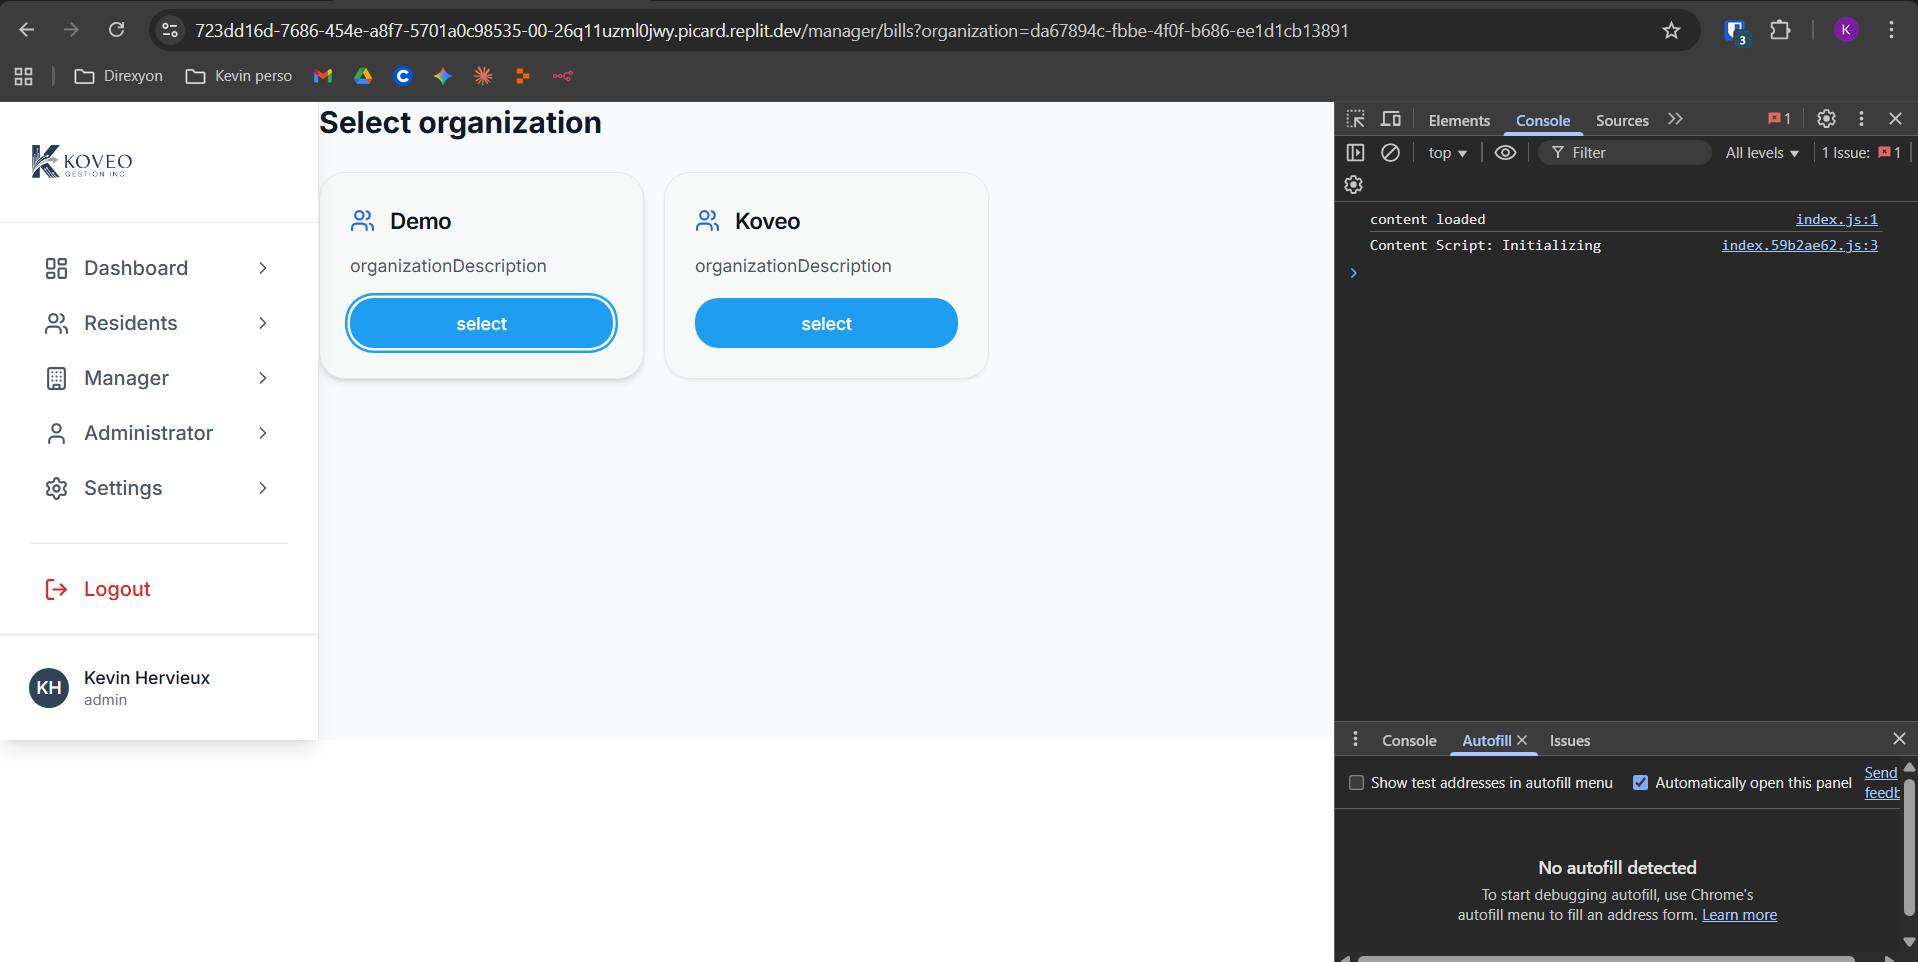 723dd16d-7686-454e-a8f7-5701a0c98535-00-26q11uzml0jwy.picard.replit.dev/manager/bills?organization=da67894c-fbbe-4f0f-b686-ee1d1cb13891
3
K
Direxyon
Kevin perso
KOVEO
GESTION INC.
Dashboard
Residents
Manager
Administrator
Settings
Logout
KH
Kevin Hervieux
admin
Select organization
Demo
organizationDescription
select
Koveo
organizationDescription
select
Elements
Console
Sources
1
top
Filter
All levels
1 Issue:
1
content loaded
index.js:1
Content Script: Initializing
index.59b2ae62.js:3
Console
Autofill
Issues
Show test addresses in autofill menu
Automatically open this panel
Send
feedb
No autofill detected
To start debugging autofill, use Chrome's
autofill menu to fill an address form. Learn more